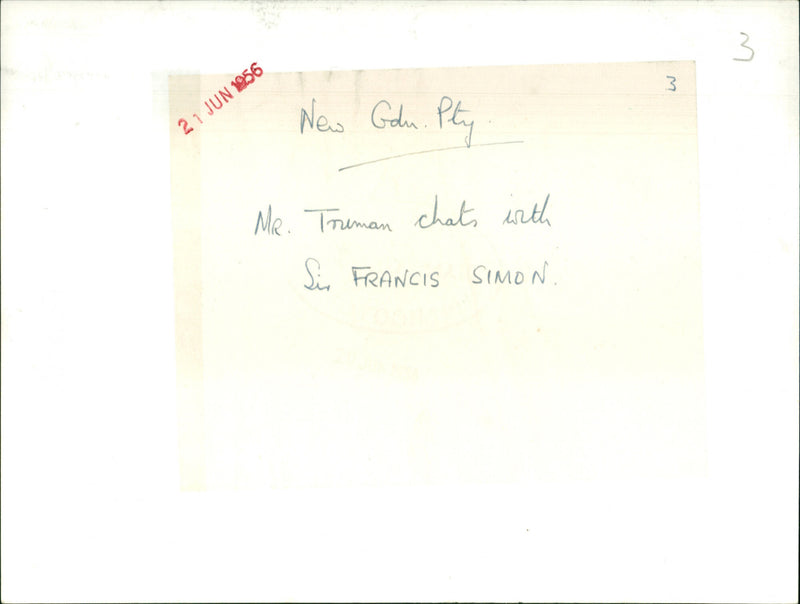 3
3
21 JUN 1956
New Gdn. Pty.
Mr. Truman chats with
Sir FRANCIS SIMON.